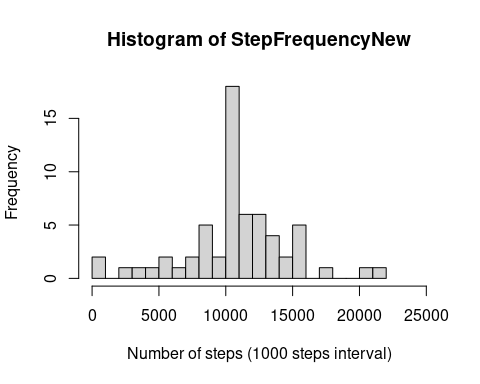 Histogram of StepFrequencyNew
Frequency
15
10
5
0
0 5000 10000 15000 20000 25000
Number of steps (1000 steps interval)